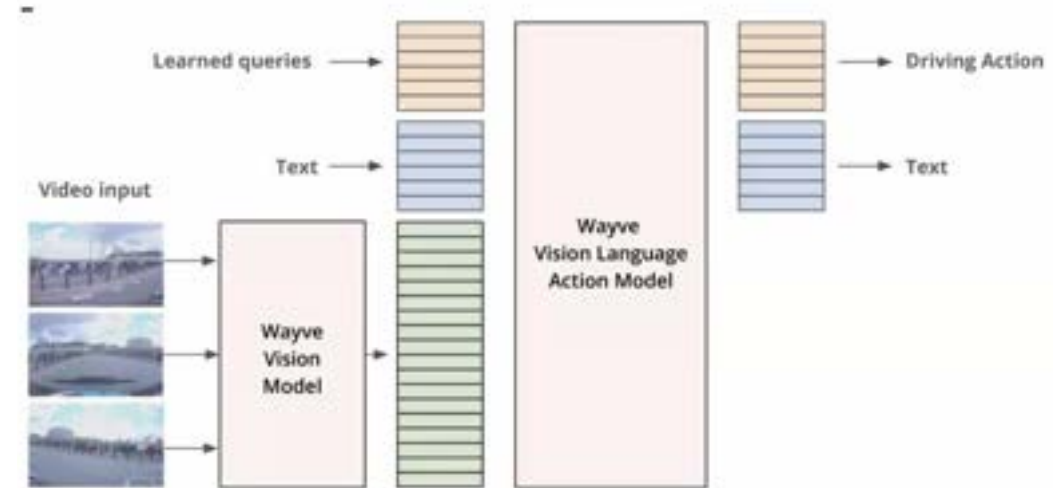 Learned queries
Driving Action
Text
Text
Video input
Wayve
Vision Language
Action Model
Wayve
Vision
Model